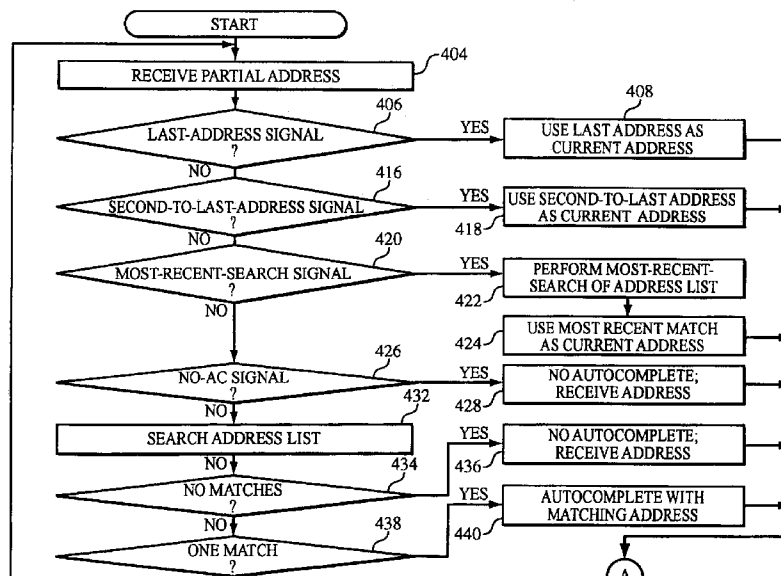 START
RECEIVE PARTIAL ADDRESS
404
LAST-ADDRESS SIGNAL
?
406
YES
408
USE LAST ADDRESS AS
CURRENT ADDRESS
NO
416
SECOND-TO-LAST-ADDRESS SIGNAL
?
YES
418
USE SECOND-TO-LAST ADDRESS
AS CURRENT ADDRESS
NO
420
MOST-RECENT-SEARCH SIGNAL
?
YES
422
PERFORM MOST-RECENT-
SEARCH OF ADDRESS LIST
NO
424
USE MOST RECENT MATCH
AS CURRENT ADDRESS
426
NO-AC SIGNAL
?
YES
428
NO AUTOCOMPLETE;
RECEIVE ADDRESS
NO
432
SEARCH ADDRESS LIST
NO
434
NO MATCHES
?
YES
436
NO AUTOCOMPLETE;
RECEIVE ADDRESS
NO
438
ONE MATCH
?
YES
440
AUTOCOMPLETE WITH
MATCHING ADDRESS
A